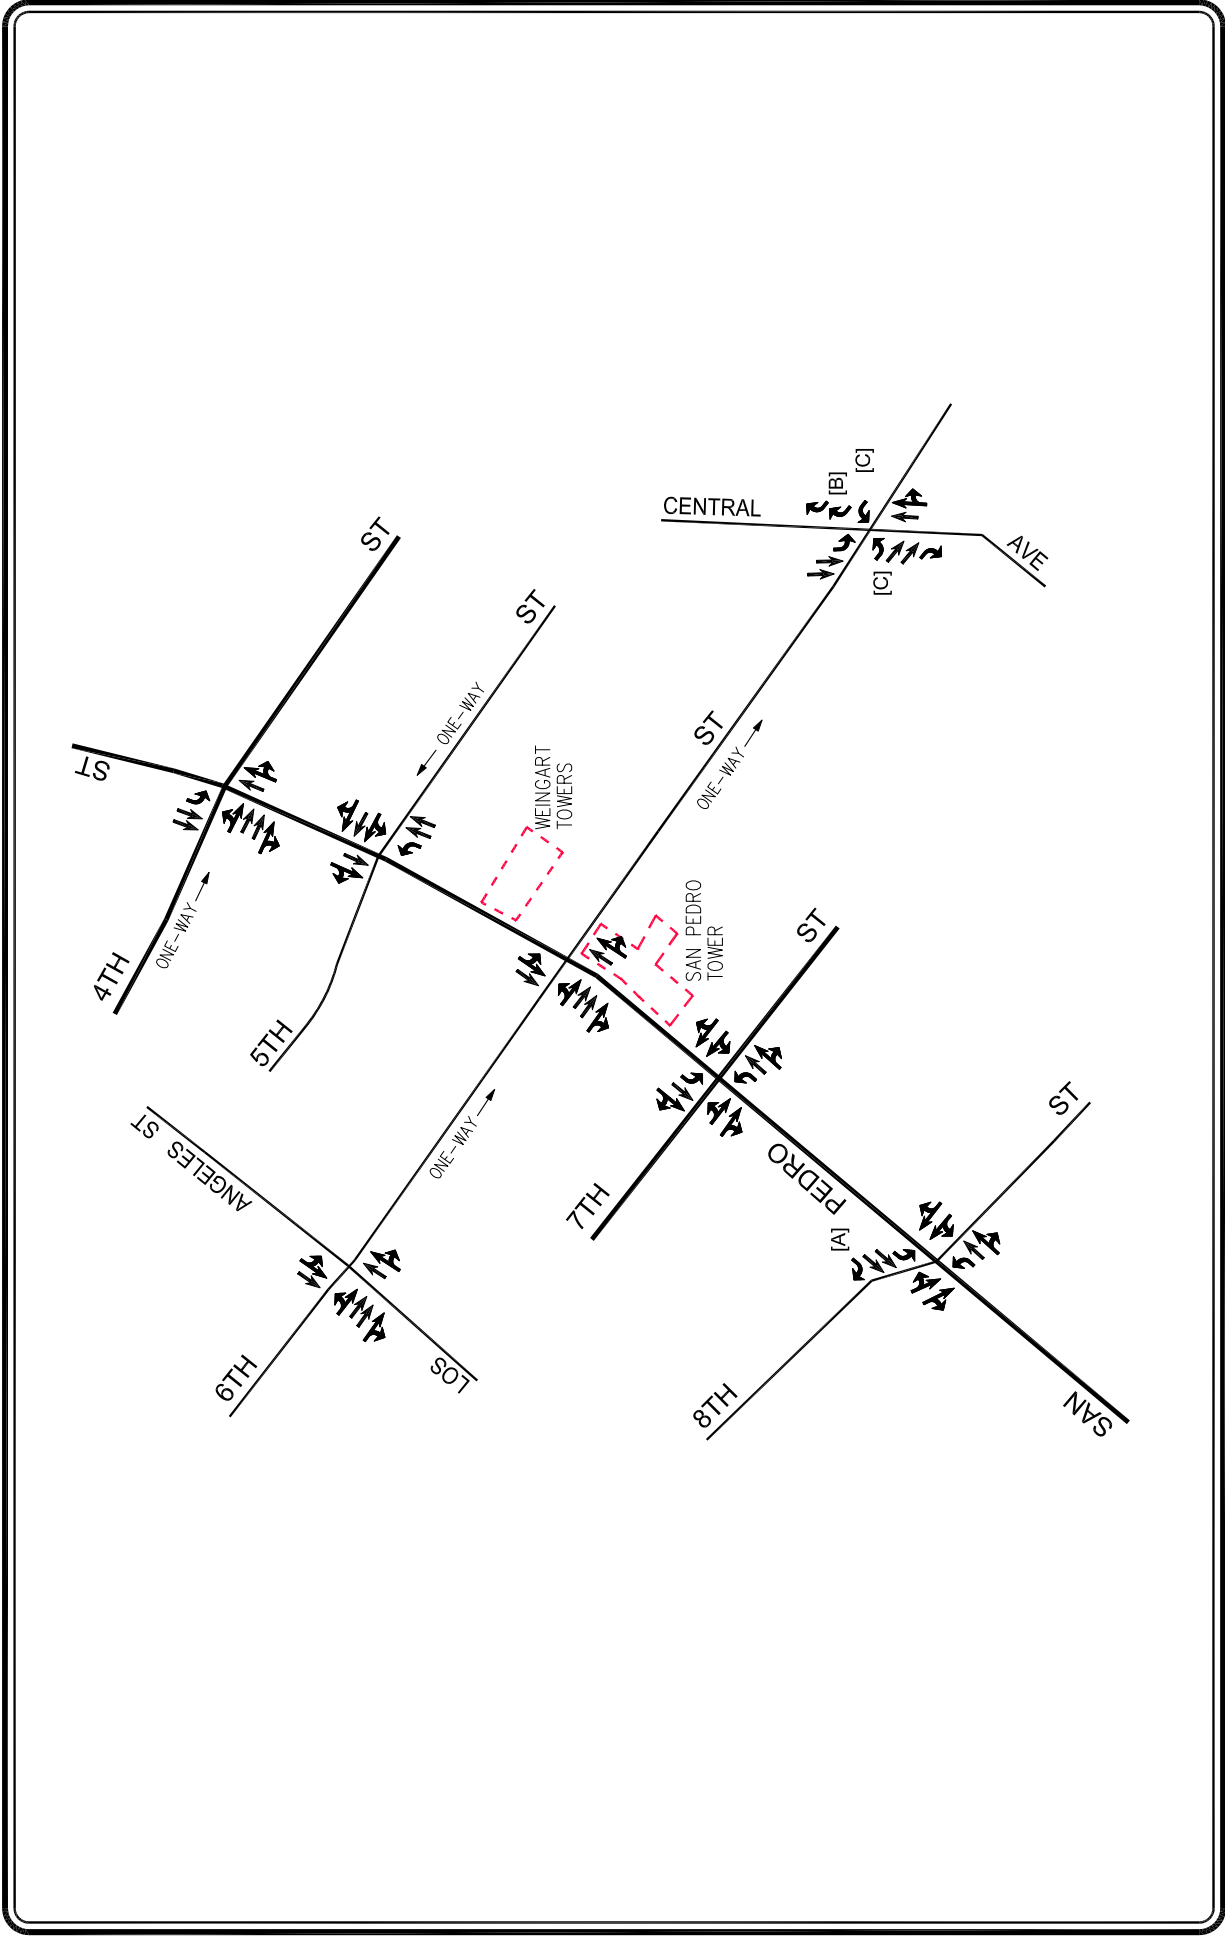 ST
4TH
ONE-WAY
ST
5TH
ONE-WAY
ST
WEINGART
TOWERS
ANGELES ST
LOS
6TH
ONE-WAY
ST
ONE-WAY
SAN PEDRO
TOWER
CENTRAL
AVE
[B]
[C]
[C]
7TH
ST
PEDRO
SAN
[A]
8TH
ST